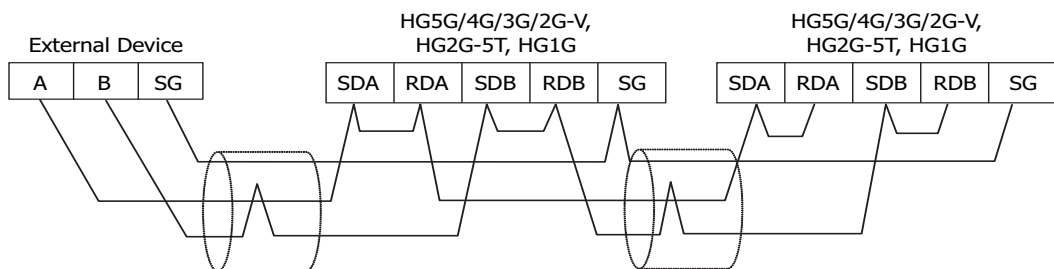 External Device
A B SG
HG5G/4G/3G/2G-V,
HG2G-5T, HG1G
SDA RDA SDB RDB SG
HG5G/4G/3G/2G-V,
HG2G-5T, HG1G
SDA RDA SDB RDB SG